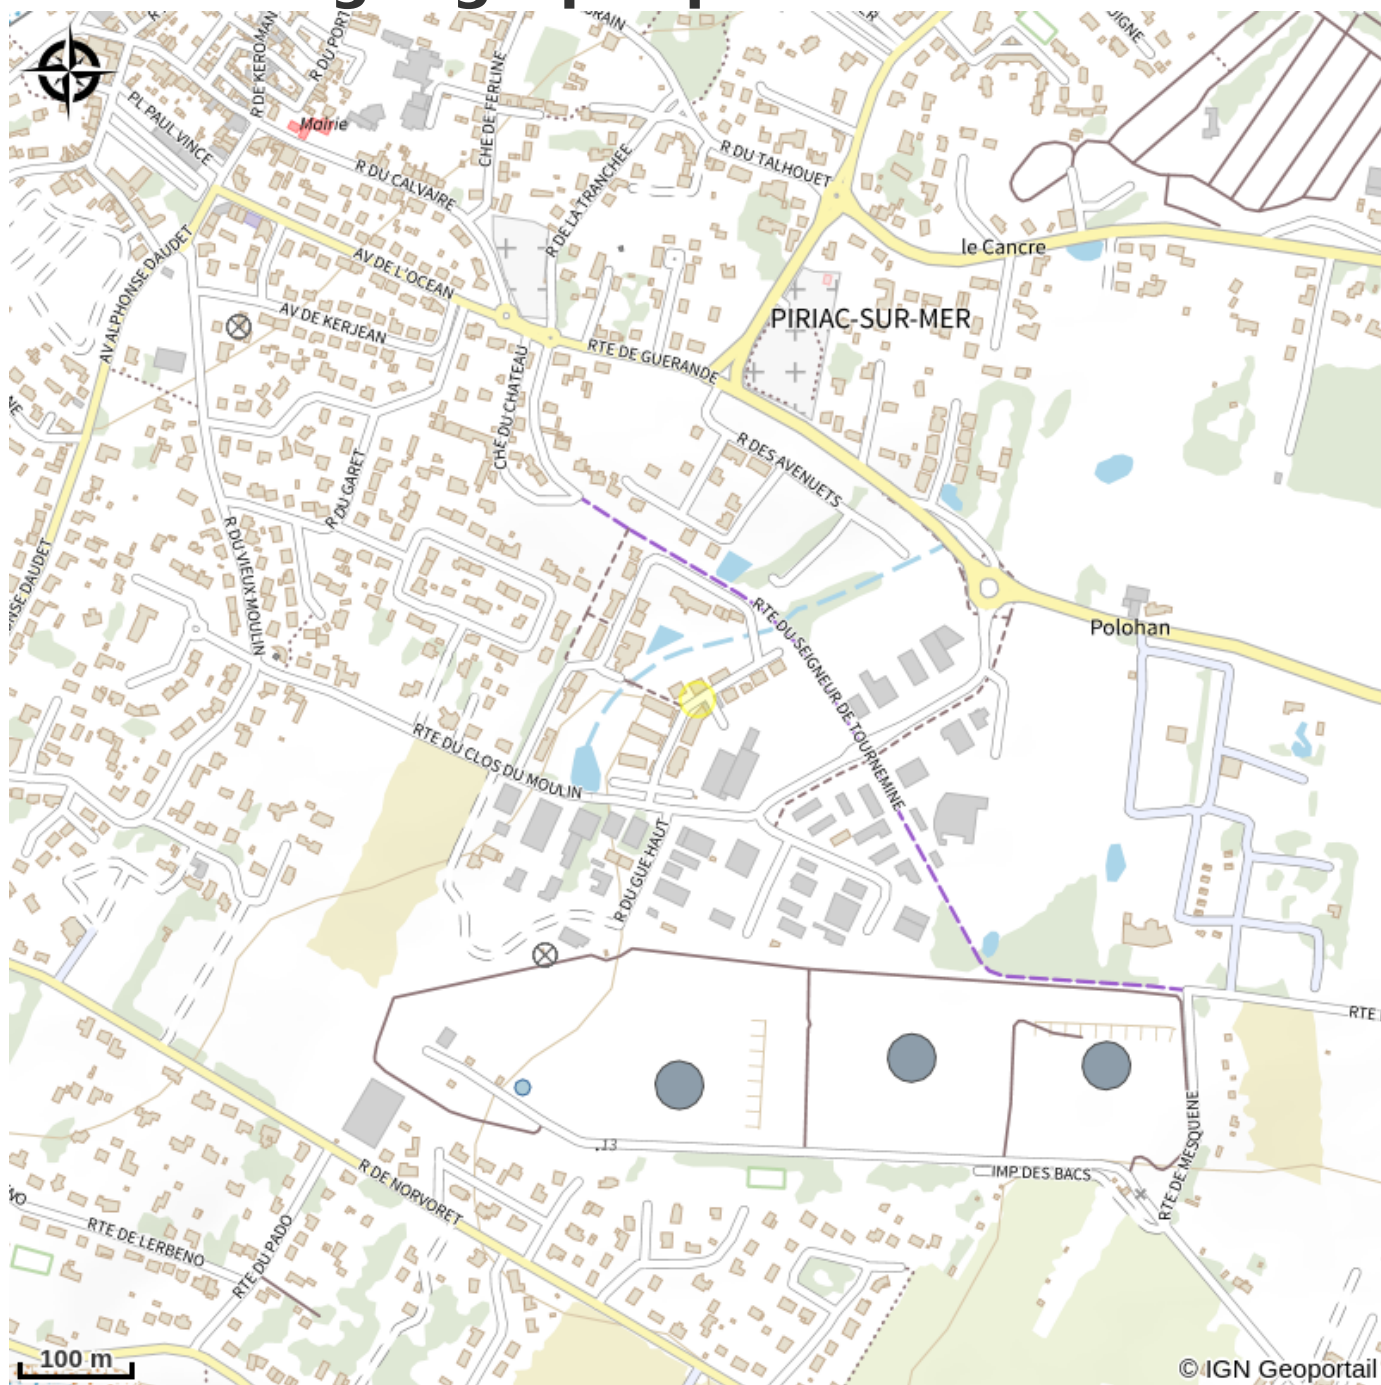 R DE KEROMAN
R DU PORT
PL PAUL VINCE
Mairie
R DU CALVAIRE
CHE DE FERLINE
R DE LA TRANCHEE
R DU TALHOUET
le Cancre
AV DE L'OCEAN
AV ALPHONSE DAUDET
AV DE KERJEAN
PIRIAC-SUR-MER
RTE DE GUERANDE
CHE DU CHATEAU
R DU GARET
R DES AVENUETS
R DU VIEUX MOULIN
NSE DAUDET
RTE DU SEIGNEUR DE TOURNEMINE
Polohan
RTE DU CLOS DU MOULIN
R DU GUE HAUT
RTE
13
IMP DES BACS
RTE DE MESQUENE
R DE NORVORET
RTE DE LERBENO
RTE DU PADO
100 m
© IGN Geoportail